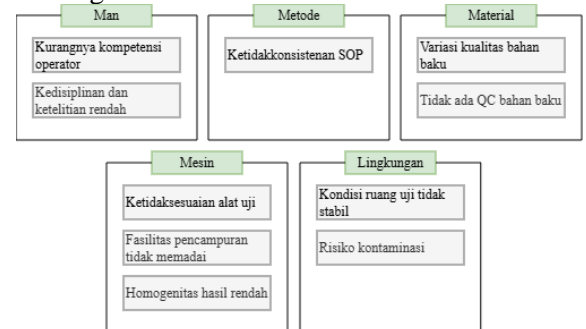 Man
Metode
Material
Kurangnya kompetensi
operator
Kedisiplinan dan
ketelitian rendah
Ketidakkonsistenan SOP
Variasi kualitas bahan
baku
Tidak ada QC bahan baku
Mesin
Lingkungan
Ketidaksesuaian alat uji
Fasilitas pencampuran
tidak memadai
Homogenitas hasil rendah
Kondisi ruang uji tidak
stabil
Risiko kontaminasi